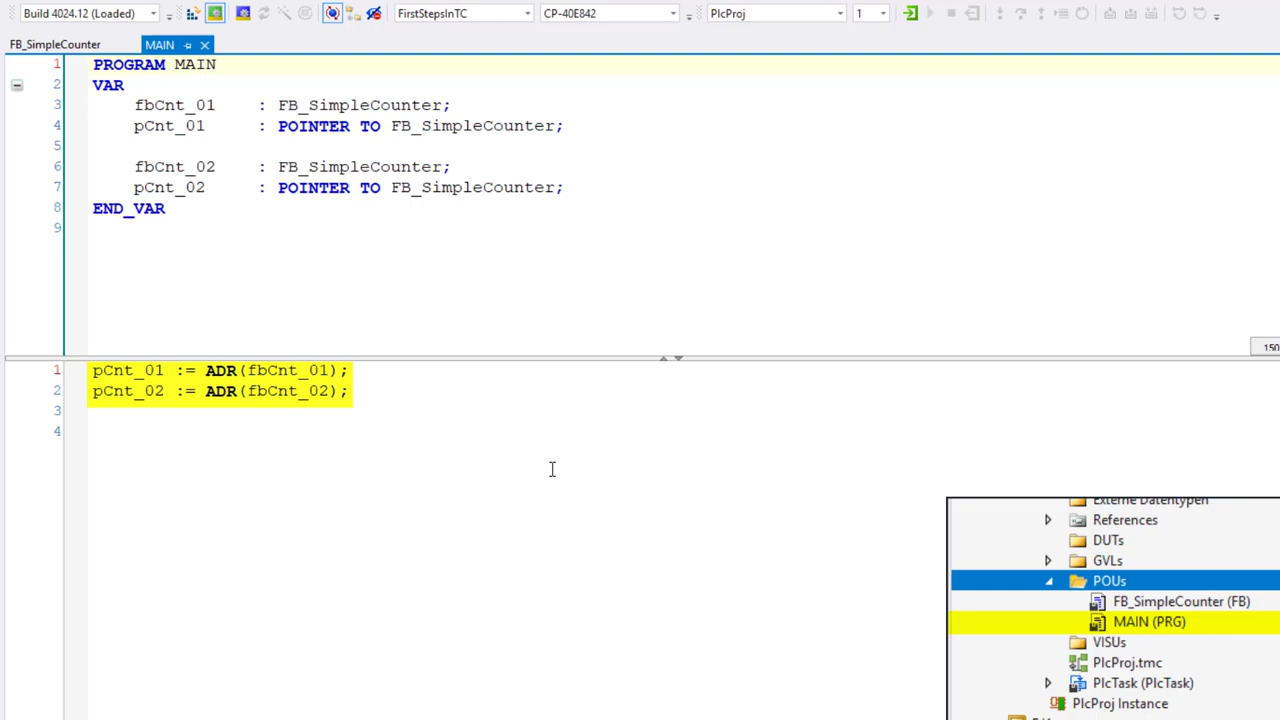 Build 4024.12 (Loaded) FirstStepsInTC CP-40E842 PlcProj 1
FB_SimpleCounter MAIN
1 PROGRAM MAIN
2 VAR
3 fbCnt_01 : FB_SimpleCounter;
4 pCnt_01 : POINTER TO FB_SimpleCounter;
5
6 fbCnt_02 : FB_SimpleCounter;
7 pCnt_02 : POINTER TO FB_SimpleCounter;
8 END_VAR
9
150
1 pCnt_01 := ADR(fbCnt_01);
2 pCnt_02 := ADR(fbCnt_02);
3
4
Externe Datentypen
References
DUTs
GVLs
POUs
FB_SimpleCounter (FB)
MAIN (PRG)
VISUs
PlcProj.tmc
PlcTask (PlcTask)
PlcProj Instance